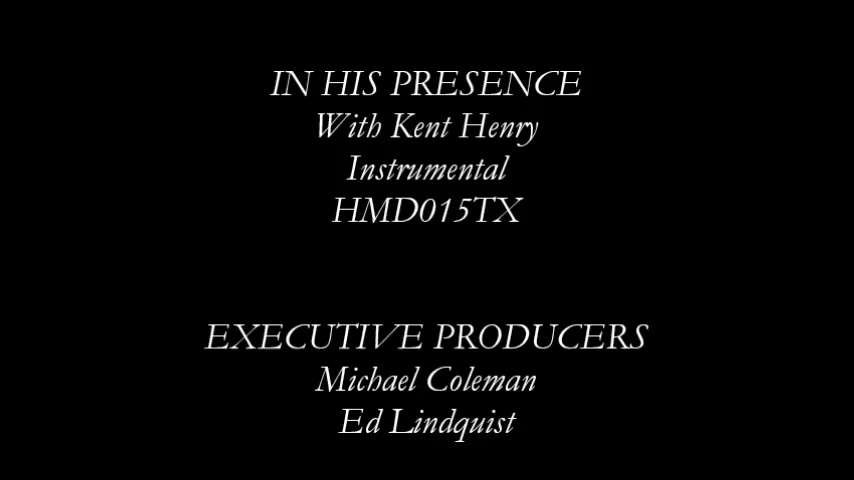 IN HIS PRESENCE
With Kent Henry
Instrumental
HMD015TX
EXECUTIVE PRODUCERS
Michael Coleman
Ed Lindquist